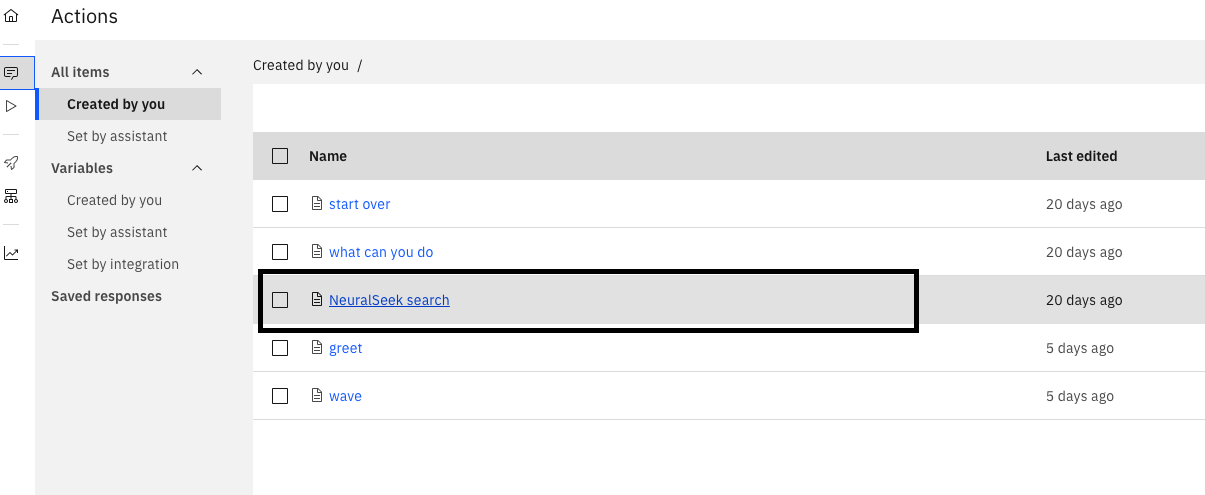 Actions
All items
Created by you
Set by assistant
Variables
Created by you
Set by assistant
Set by integration
Saved responses
Created by you /
Name Last edited
start over 20 days ago
what can you do 20 days ago
NeuralSeek search 20 days ago
greet 5 days ago
wave 5 days ago